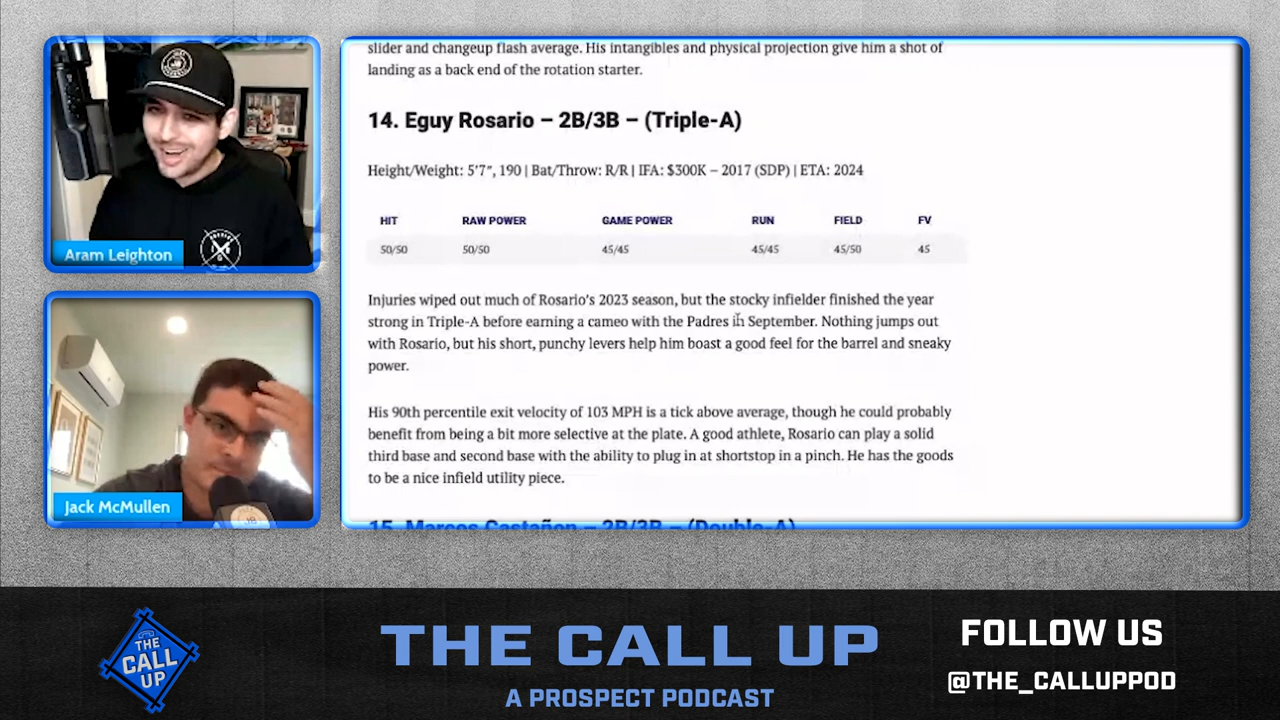 Aram Leighton
Jack McMullen
slider and changeup flash average. His intangibles and physical projection give him a shot of
landing as a back end of the rotation starter.
14. Eguy Rosario – 2B/3B – (Triple-A)
Height/Weight: 5'7", 190 | Bat/Throw: R/R | IFA: $300K – 2017 (SDP) | ETA: 2024
HIT RAW POWER GAME POWER RUN FIELD FV
50/50 50/50 45/45 45/45 45/50 45
Injuries wiped out much of Rosario's 2023 season, but the stocky infielder finished the year
strong in Triple-A before earning a cameo with the Padres in September. Nothing jumps out
with Rosario, but his short, punchy levers help him boast a good feel for the barrel and sneaky
power.
His 90th percentile exit velocity of 103 MPH is a tick above average, though he could probably
benefit from being a bit more selective at the plate. A good athlete, Rosario can play a solid
third base and second base with the ability to plug in at shortstop in a pinch. He has the goods
to be a nice infield utility piece.
15. Marcos Castañon – 2B/3B – (Double-A)
THE
CALL
UP
THE CALL UP
A PROSPECT PODCAST
FOLLOW US
@THE_CALLUPPOD